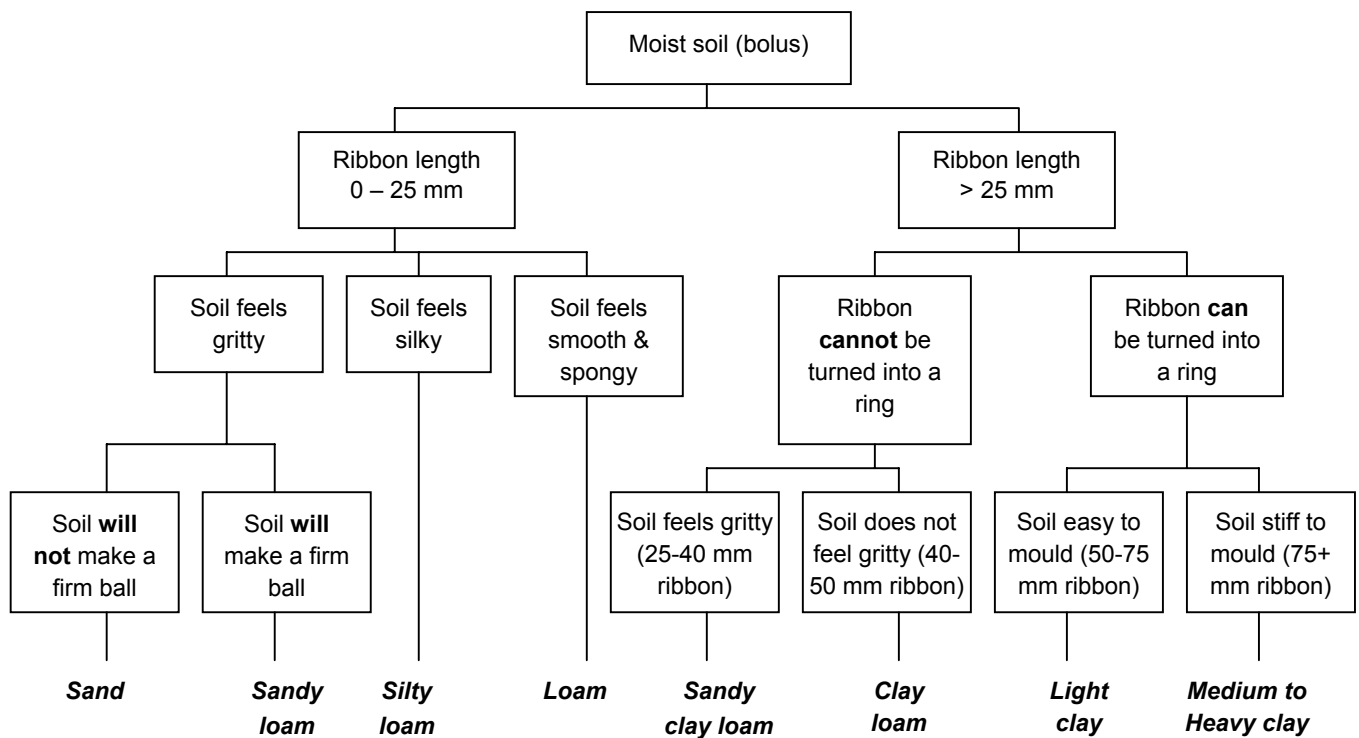 Moist soil (bolus)
Ribbon length
0 – 25 mm
Ribbon length
> 25 mm
Soil feels
gritty
Soil feels
silky
Soil feels
smooth &
spongy
Ribbon
cannot be
turned into a
ring
Ribbon can
be turned into
a ring
Soil will
not make a
firm ball
Soil will
make a firm
ball
Soil feels gritty
(25-40 mm
ribbon)
Soil does not
feel gritty (40-
50 mm ribbon)
Soil easy to
mould (50-75
mm ribbon)
Soil stiff to
mould (75+
mm ribbon)
Sand
Sandy
loam
Silty
loam
Loam
Sandy
clay loam
Clay
loam
Light
clay
Medium to
Heavy clay